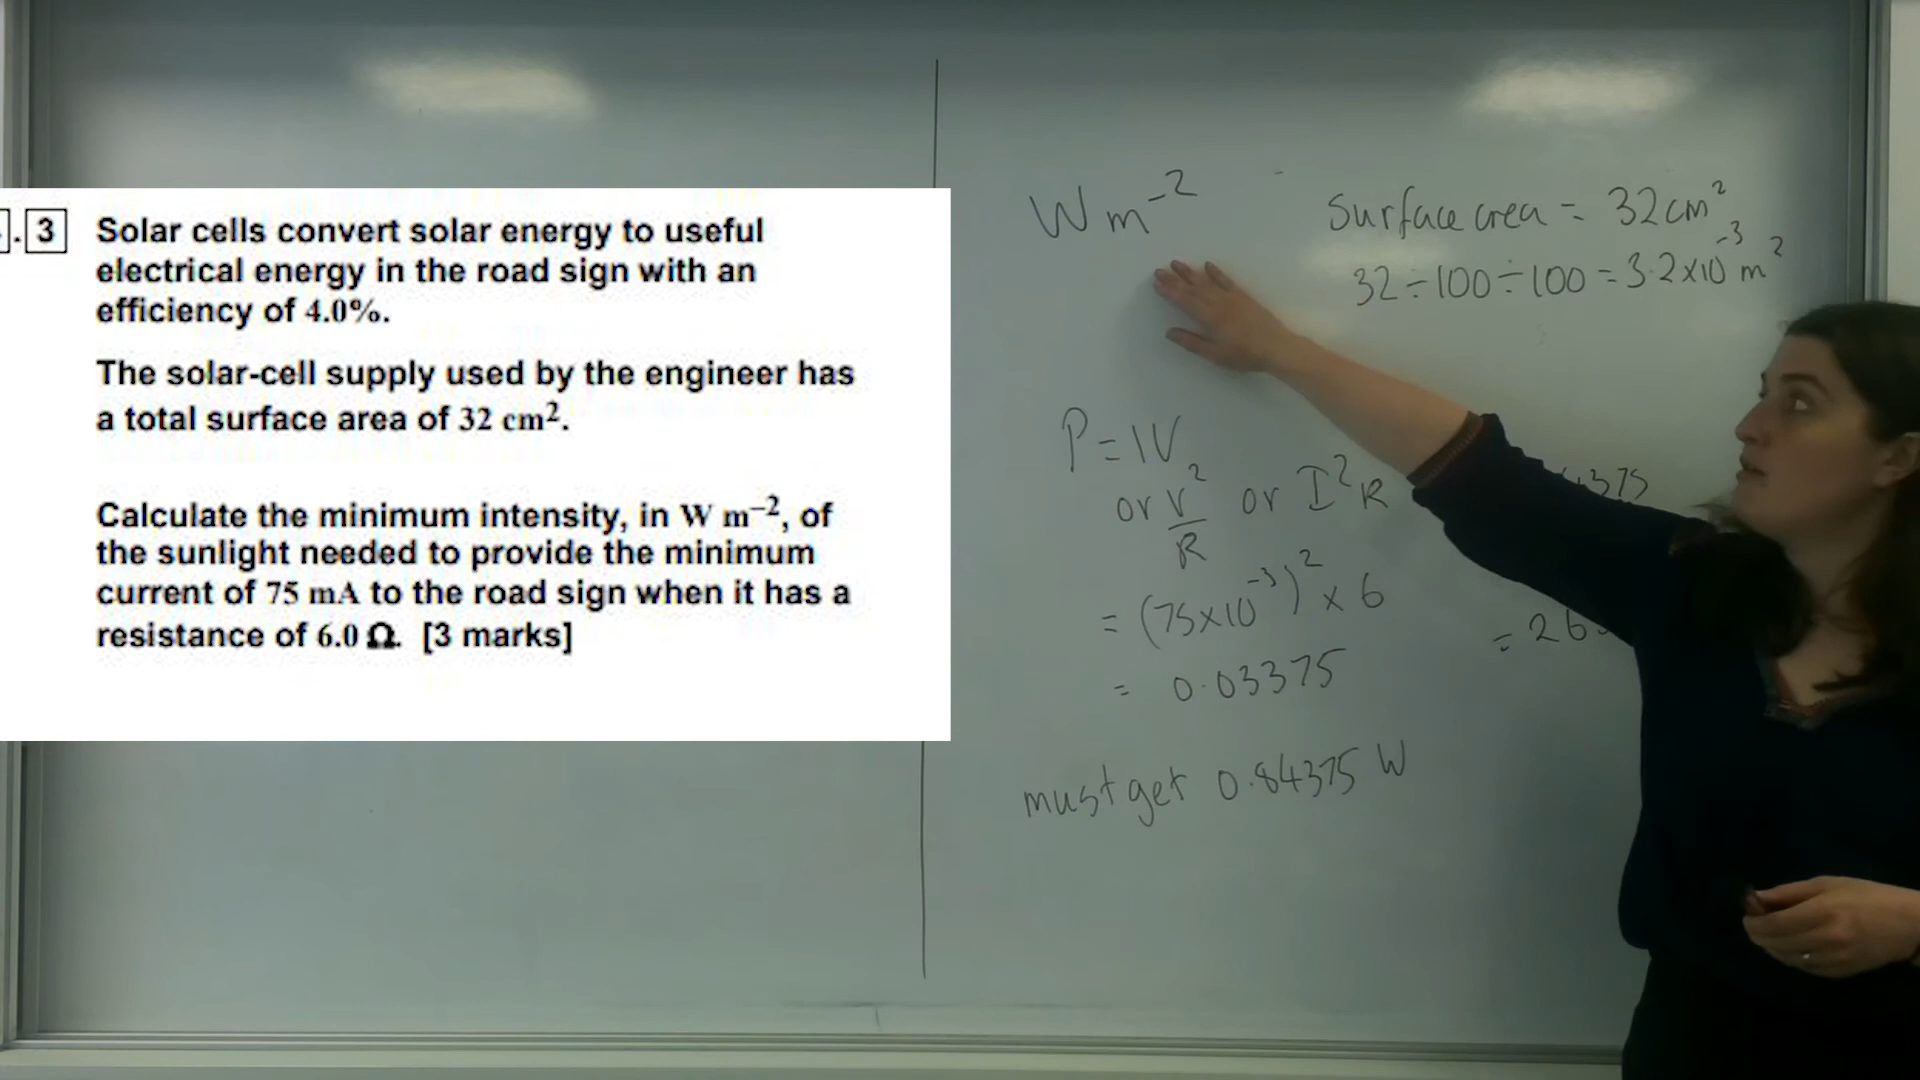 .3
Solar cells convert solar energy to useful
electrical energy in the road sign with an
efficiency of 4.0%.
The solar-cell supply used by the engineer has
a total surface area of 32 cm².
Calculate the minimum intensity, in W m⁻², of
the sunlight needed to provide the minimum
current of 75 mA to the road sign when it has a
resistance of 6.0 Ω. [3 marks]
W m⁻²
Surface area = 32cm²
32 ÷ 100 ÷ 100 = 3.2×10⁻³ m²
P = IV
or V²/R or I²R
= (75×10⁻³)² × 6
= 0.03375
must get 0.84375 W
4375
= 26